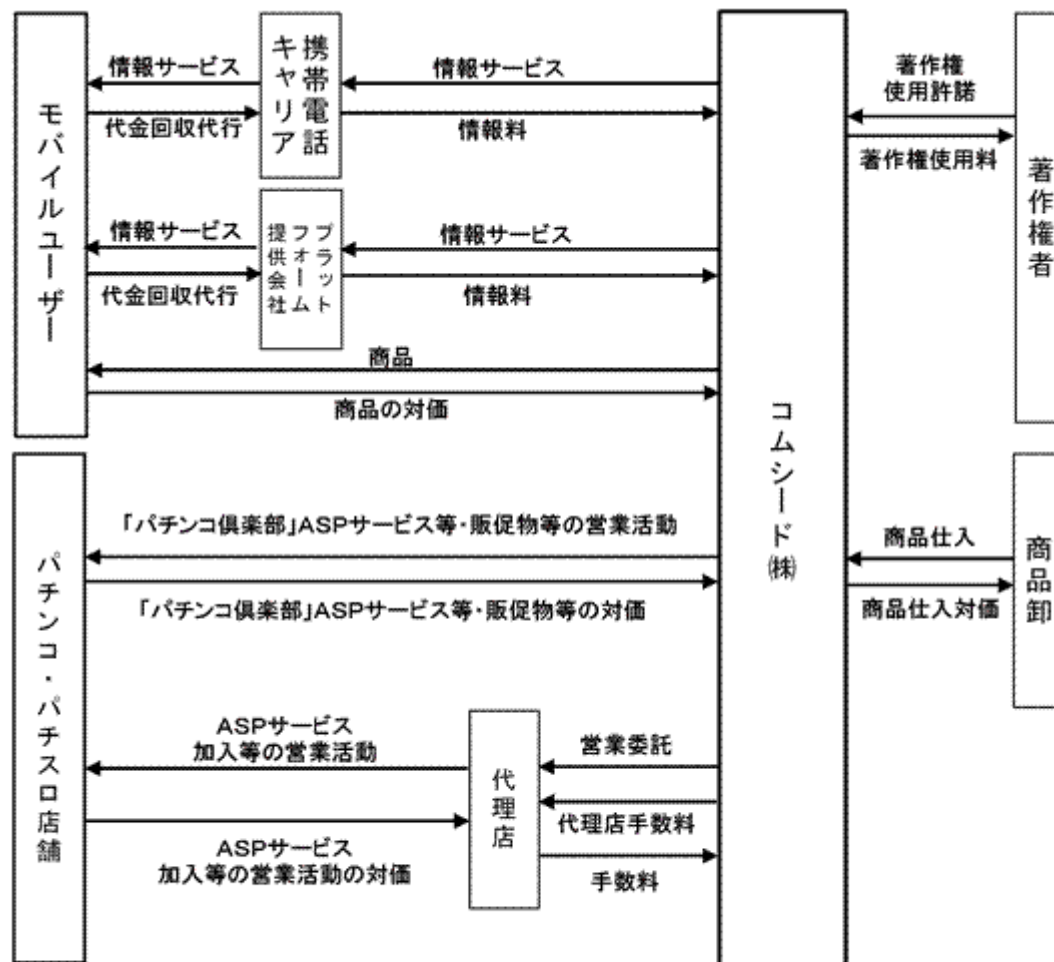 モバイルユーザー
情報サービス
代金回収代行
携帯電話
キャリア
情報サービス
情報料
情報サービス
代金回収代行
プラット
フォーム
提供会社
情報サービス
情報料
商品
商品の対価
コムシード㈱
著作権
使用許諾
著作権使用料
著作権者
パチンコ・パチスロ店舗
「パチンコ倶楽部」ASPサービス等・販促物等の営業活動
「パチンコ倶楽部」ASPサービス等・販促物等の対価
商品仕入
商品仕入対価
商品卸
ASPサービス
加入等の営業活動
ASPサービス
加入等の営業活動の対価
代理店
営業委託
代理店手数料
手数料